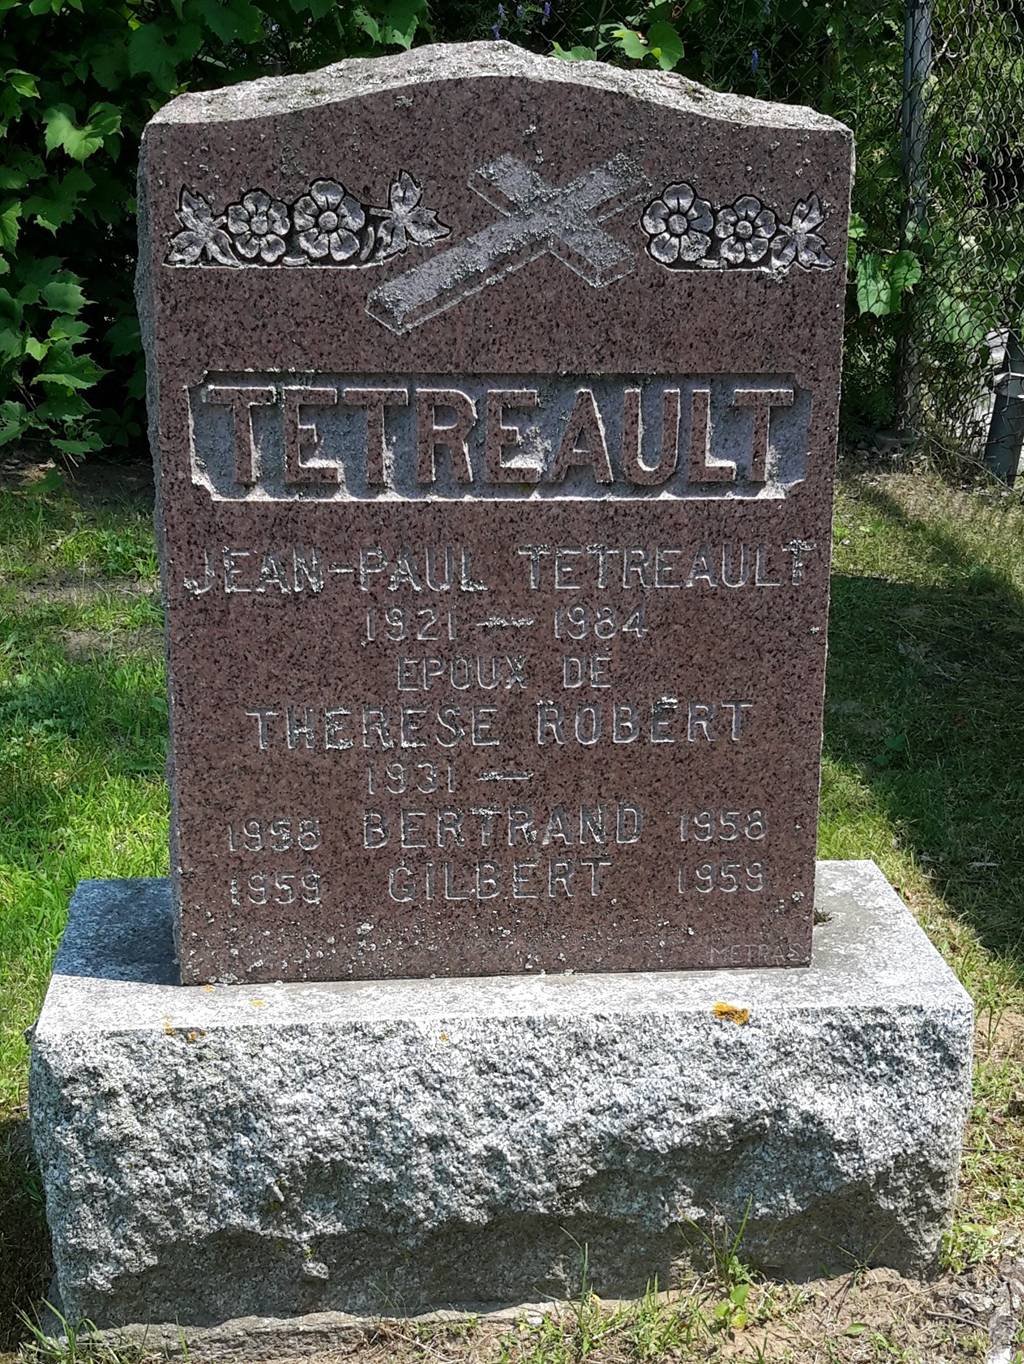 TETREAULT
JEAN-PAUL TETREAULT
1921 — 1984
EPOUX DE
THERESE ROBERT
1931 —
1958 BERTRAND 1958
1959 GILBERT 1959
METRAS